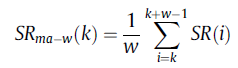 SR_{ma-w}(k) = \frac{1}{w} \sum_{i=k}^{k+w-1} SR(i)